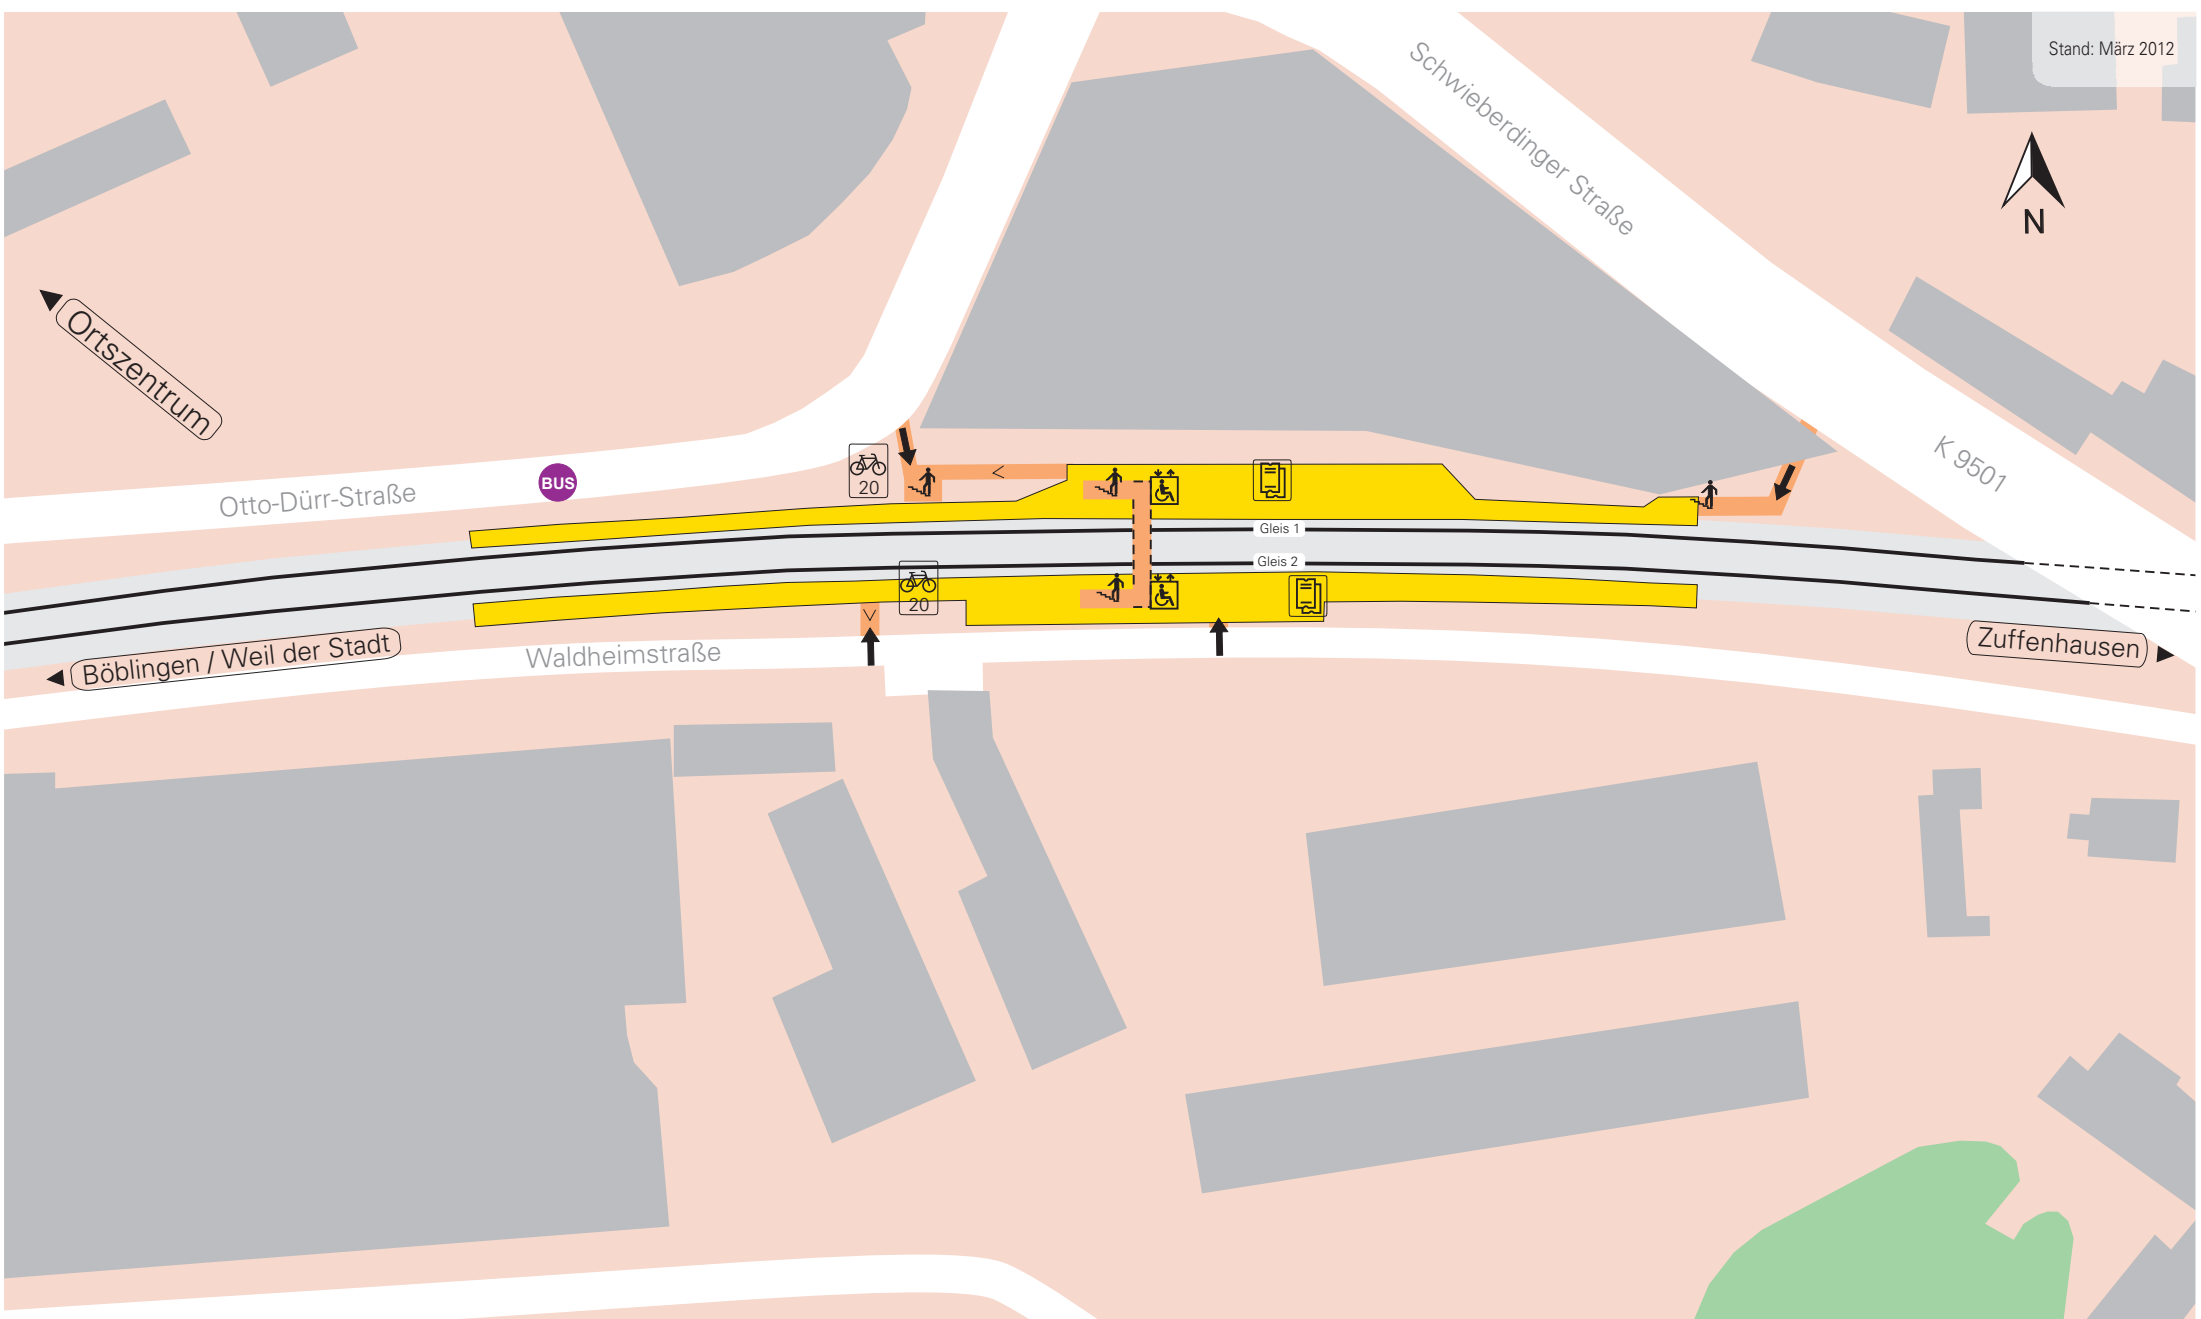 Stand: März 2012
Schwieberdinger Straße
N
Ortszentrum
K 9501
BUS
20
Otto-Dürr-Straße
Gleis 1
Gleis 2
20
Böblingen / Weil der Stadt
Waldheimstraße
Zuffenhausen